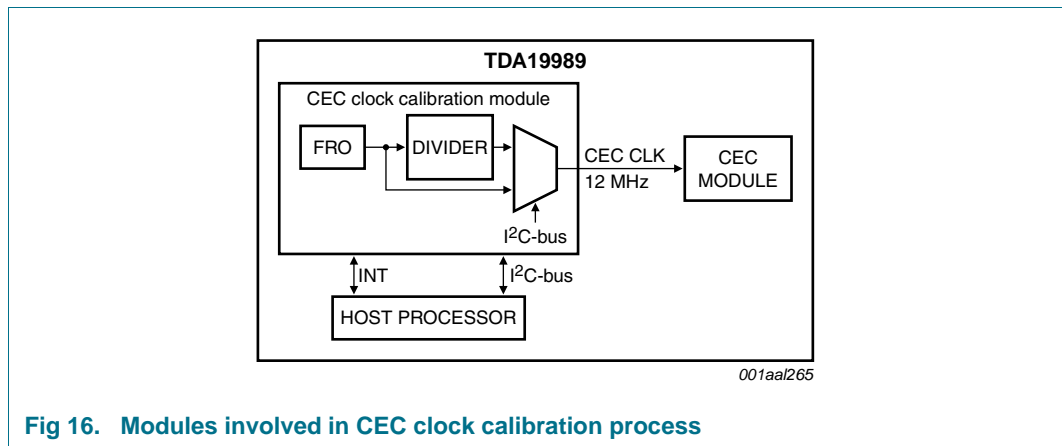 TDA19989
CEC clock calibration module
FRO
DIVIDER
CEC CLK
12 MHz
CEC
MODULE
I²C-bus
INT
I²C-bus
HOST PROCESSOR
001aal265
Fig 16. Modules involved in CEC clock calibration process